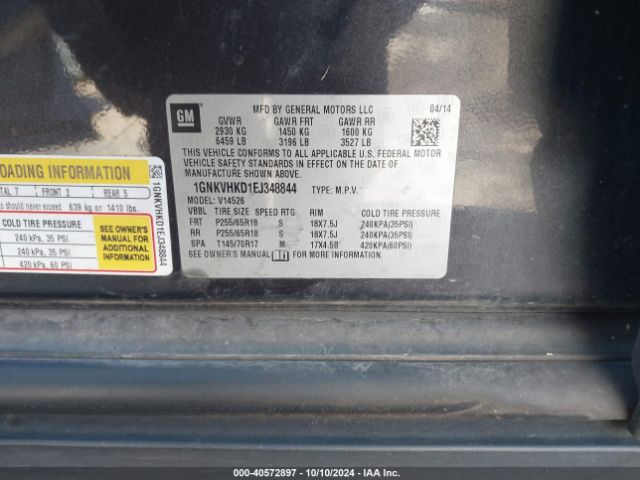 GM
MFD BY GENERAL MOTORS LLC 04/14
GVWR GAWR FRT GAWR RR
2930 KG 1450 KG 1600 KG
6459 LB 3196 LB 3527 LB
THIS VEHICLE CONFORMS TO ALL APPLICABLE U.S. FEDERAL MOTOR
VEHICLE SAFETY STANDARDS IN EFFECT ON THE DATE OF
MANUFACTURE SHOWN ABOVE.
1GNKVHKD1EJ348844 TYPE: M.P.V.
MODEL: V14526
VBBL TIRE SIZE SPEED RTG RIM COLD TIRE PRESSURE
FRT P255/65R18 S 18X7.5J 240KPA(35PSI)
RR P255/65R18 S 18X7.5J 240KPA(35PSI)
SPA T145/70R17 M 17X4.5B 420KPA(60PSI)
SEE OWNER'S MANUAL FOR MORE INFORMATION
OADING INFORMATION
TAL 7 FRONT 2 REAR 5
should never exceed 639 kg or 1410 lbs.
COLD TIRE PRESSURE
240 kPa, 35 PSI
240 kPa, 35 PSI
420 kPa, 60 PSI
SEE OWNER'S
MANUAL FOR
ADDITIONAL
INFORMATION
1GNKVHKD1EJ348844
10-40572897 - 10/10/2024 - IAAI.COM